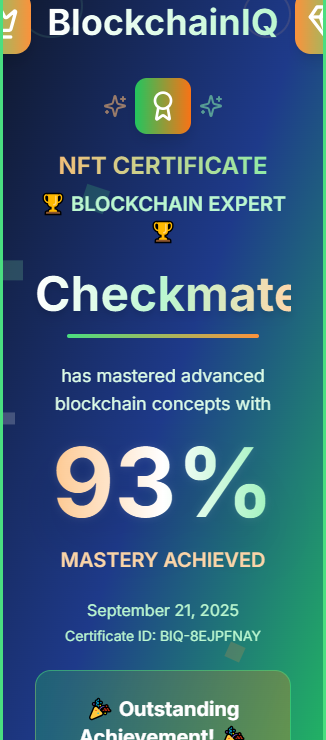 BlockchainIQ
NFT CERTIFICATE
🏆 BLOCKCHAIN EXPERT
🏆
Checkmate
has mastered advanced
blockchain concepts with
93%
MASTERY ACHIEVED
September 21, 2025
Certificate ID: BIQ-8EJPFNAY
🎉 Outstanding
Achievement! 🎉